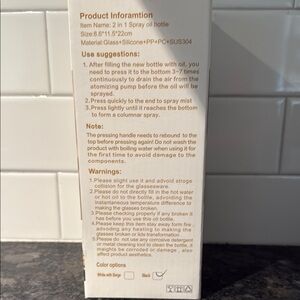 Product Inforamtion
Item Name: 2 in 1 Spray oil bottle
Size:6.6*11.5*22cm
Material:Glass+Silicone+PP+PC+SUS304
Use suggestions:
1. After filling the new bottle with oil, you
need to press it to the bottom 3~7 times
continuously to drain the air from the
atomizing pump before the oil will be
sprayed.
2.Press quickly to the end to spray mist
3.Press lightly until it reaches the bottom
to form a columnar spray.
Note:
The pressing handle needs to rebound to the
top before pressing again! Do not wash the
product with boiling water when using it for
the first time to avoid damage to the
components.
Warnings:
1.Please slight use it and advoid stroge
collision for the glasseware.
2.Please do not directly fill in the hot water
or hot oil to the bottle, advoding the
instantaneous temperature difference to
making the glasses broken.
3.Please checking properly if any broken it
has before you use this oil bottle.
4.Please keep this item stay away form fire ,
advoding any heating to making the
glasses broken or lids transformation .
5.Please do not use any corrosive detergent
or metal cleaning tool to clean the bottle, it
might be corroded or damage , also
affect product aesthetics.
Color options
White with Beige
Black